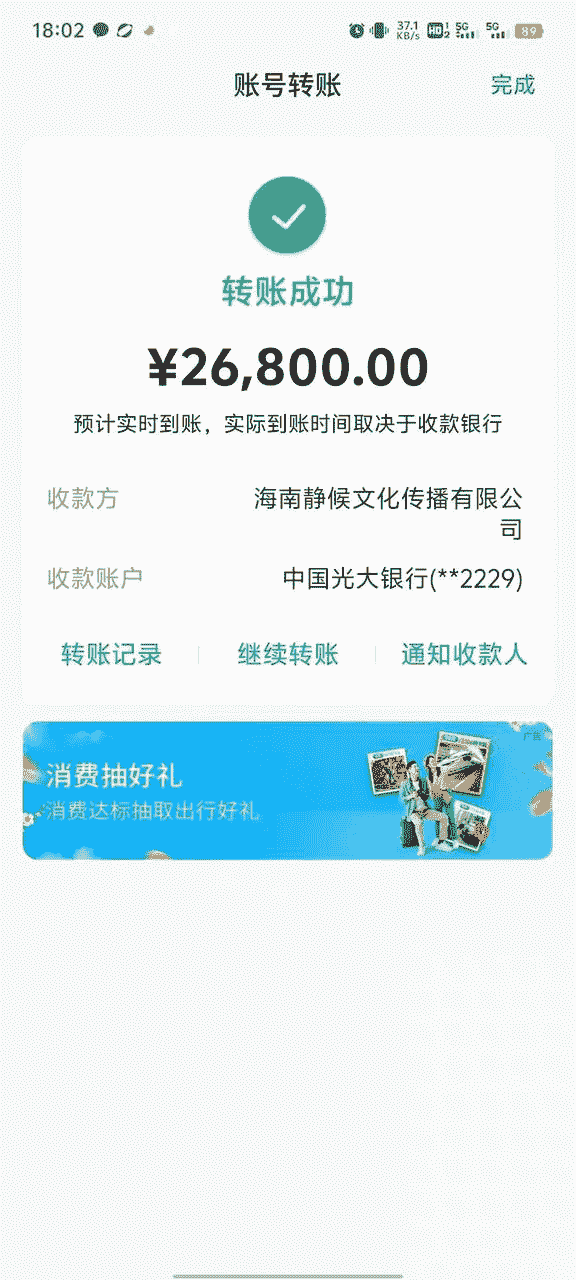 18:02 37.1 KB/s HD 1 2 5G 5G 89
账号转账 完成
转账成功
¥26,800.00
预计实时到账，实际到账时间取决于收款银行
收款方 海南静候文化传播有限公
司
收款账户 中国光大银行(**2229)
转账记录 继续转账 通知收款人
广告
消费抽好礼
消费达标抽取出行好礼